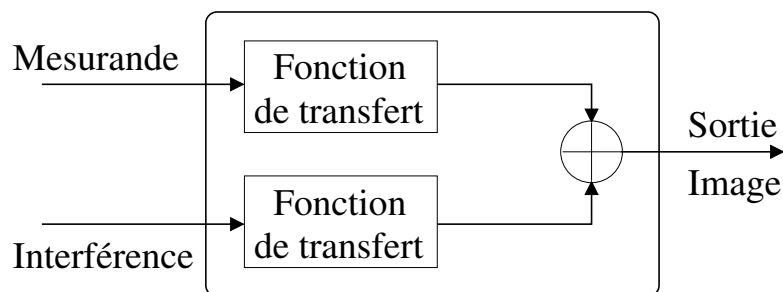 Mesurande
Fonction
de transfert
Sortie
Image
Interférence
Fonction
de transfert